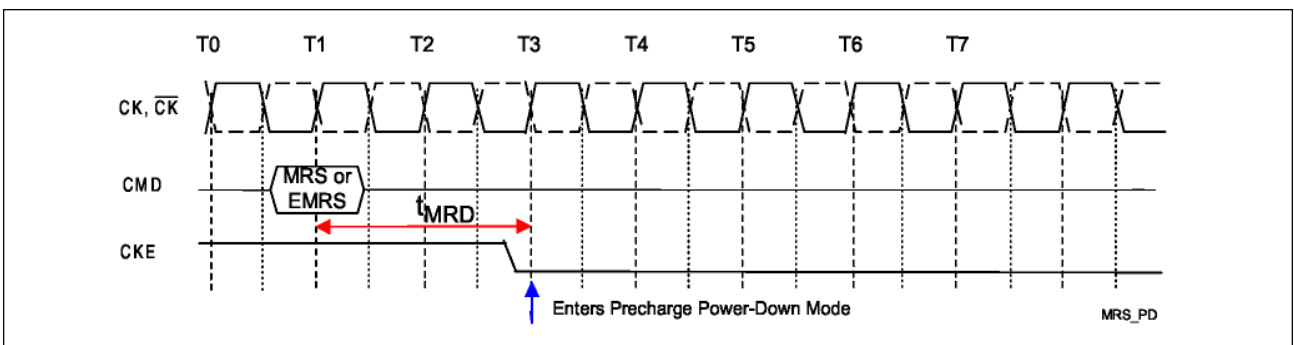 T0 T1 T2 T3 T4 T5 T6 T7
CK, C̅K̅
CMD
MRS or
EMRS
tMRD
CKE
Enters Precharge Power-Down Mode
MRS_PD